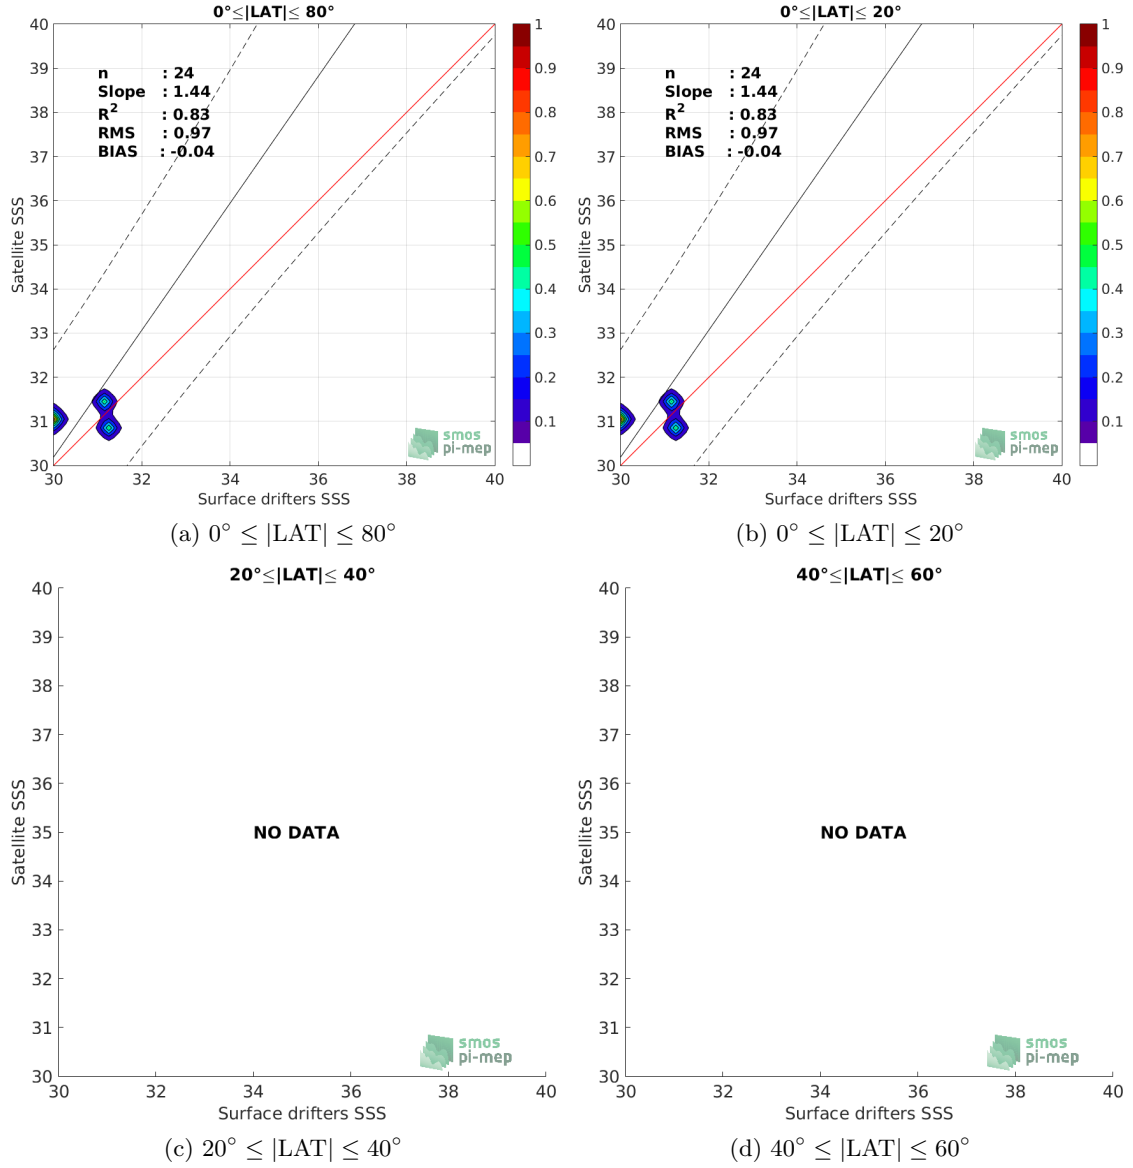 0°≤|LAT|≤ 80°
40
39
38
37
36
35
34
33
32
31
30
n : 24
Slope : 1.44
R2 : 0.83
RMS : 0.97
BIAS : -0.04
Satellite SSS
30 32 34 36 38 40
Surface drifters SSS
smos
pi-mep
1
0.9
0.8
0.7
0.6
0.5
0.4
0.3
0.2
0.1
(a) 0° ≤ |LAT| ≤ 80°
0°≤|LAT|≤ 20°
40
39
38
37
36
35
34
33
32
31
30
n : 24
Slope : 1.44
R2 : 0.83
RMS : 0.97
BIAS : -0.04
Satellite SSS
30 32 34 36 38 40
Surface drifters SSS
smos
pi-mep
1
0.9
0.8
0.7
0.6
0.5
0.4
0.3
0.2
0.1
(b) 0° ≤ |LAT| ≤ 20°
20°≤|LAT|≤ 40°
40
39
38
37
36
35
34
33
32
31
30
Satellite SSS
NO DATA
smos
pi-mep
30 32 34 36 38 40
Surface drifters SSS
(c) 20° ≤ |LAT| ≤ 40°
40°≤|LAT|≤ 60°
40
39
38
37
36
35
34
33
32
31
30
Satellite SSS
NO DATA
smos
pi-mep
30 32 34 36 38 40
Surface drifters SSS
(d) 40° ≤ |LAT| ≤ 60°